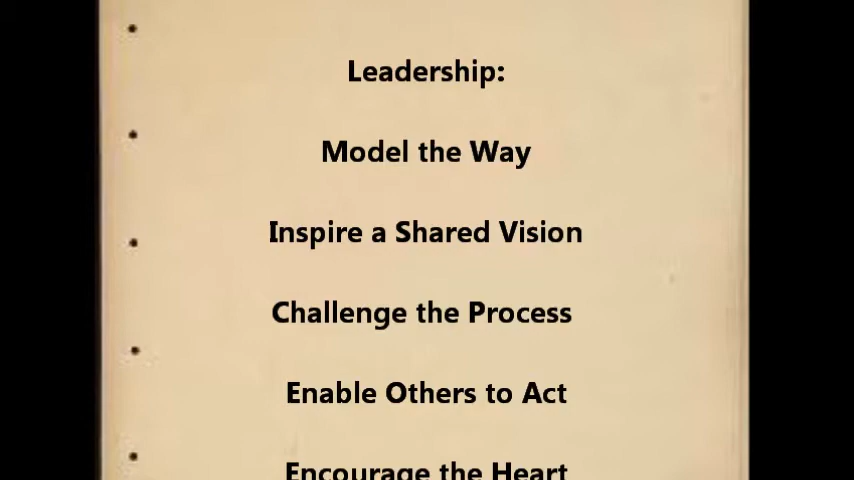 Leadership:
Model the Way
Inspire a Shared Vision
Challenge the Process
Enable Others to Act
Encourage the Heart